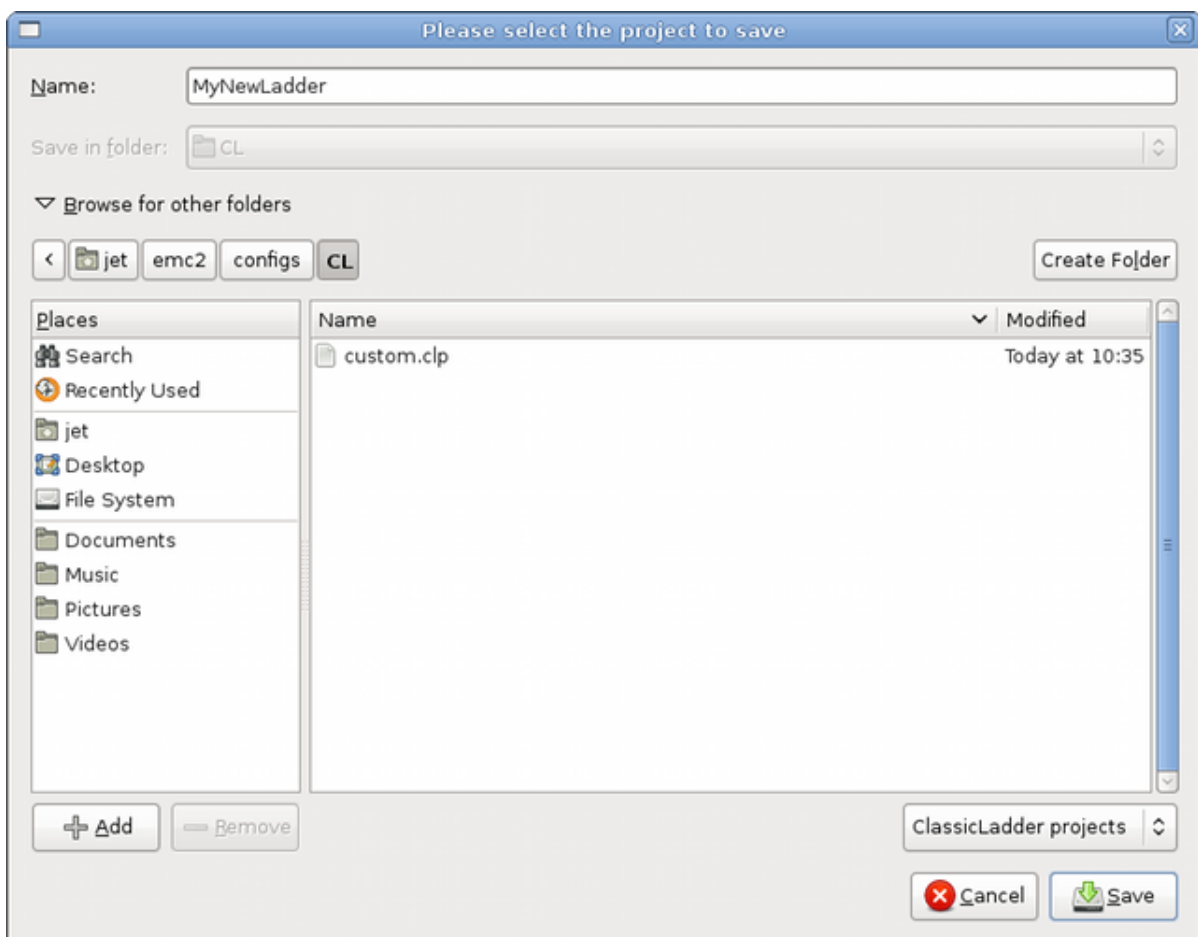 Please select the project to save
Name: MyNewLadder
Save in folder: CL
Browse for other folders
< jet emc2 configs CL Create Folder
Places Name Modified
Search custom.clp Today at 10:35
Recently Used
jet
Desktop
File System
Documents
Music
Pictures
Videos
Add Remove ClassicLadder projects
Cancel Save